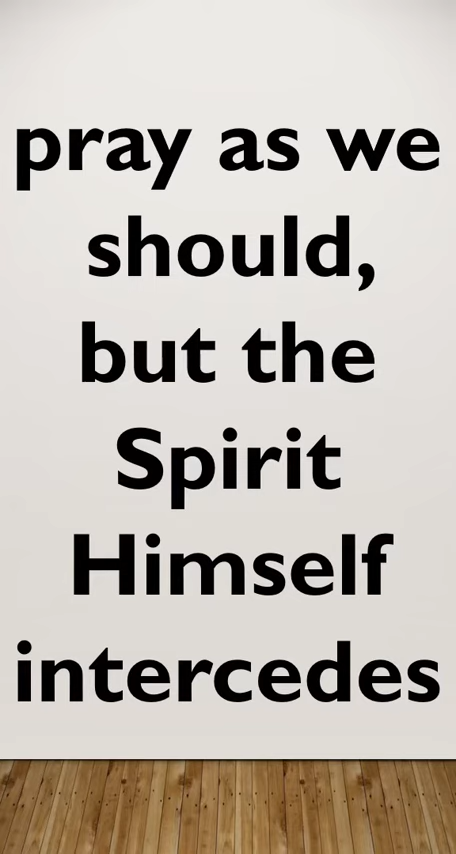 pray as we
should,
but the
Spirit
Himself
intercedes